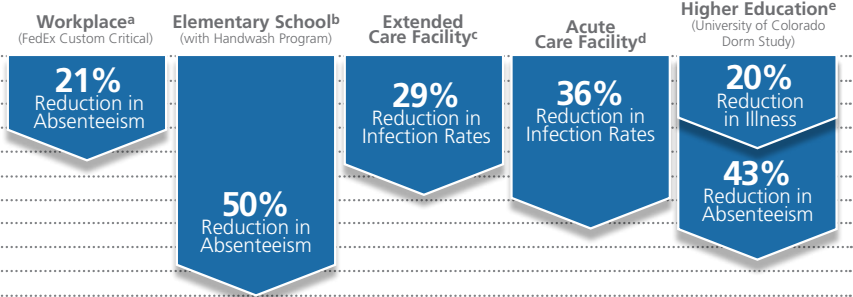 Workplaceᵃ
(FedEx Custom Critical)
21%
Reduction in
Absenteeism
Elementary Schoolᵇ
(with Handwash Program)
50%
Reduction in
Absenteeism
Extended
Care Facilityᶜ
29%
Reduction in
Infection Rates
Acute
Care Facilityᵈ
36%
Reduction in
Infection Rates
Higher Educationᵉ
(University of Colorado
Dorm Study)
20%
Reduction
in Illness
43%
Reduction in
Absenteeism